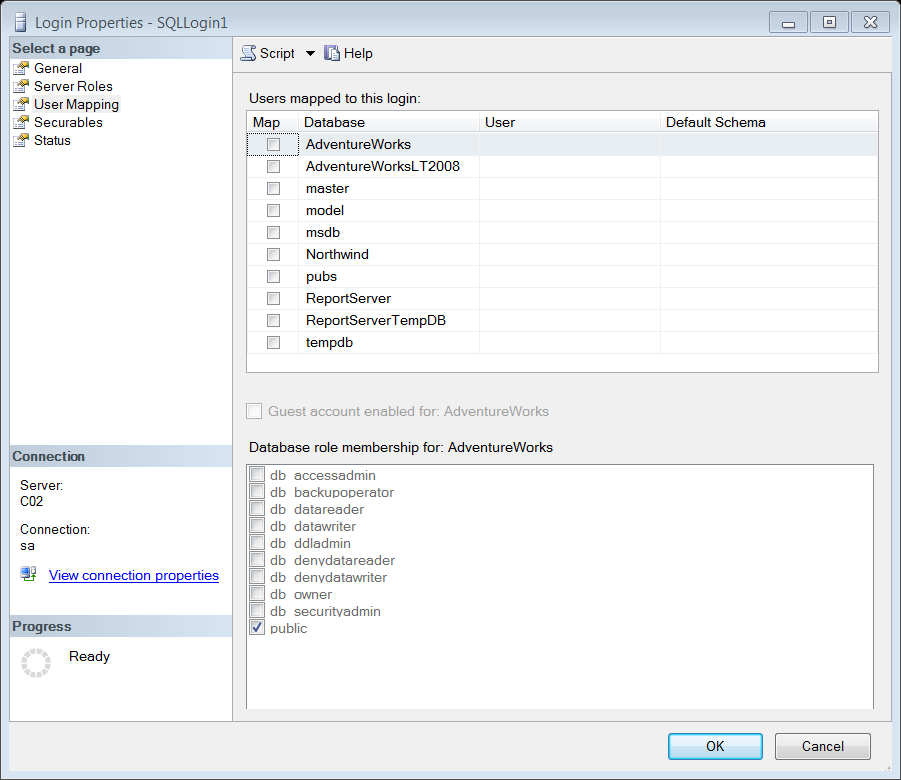 Login Properties - SQLLogin1
Select a page
General
Server Roles
User Mapping
Securables
Status
Script Help
Users mapped to this login:
Map Database User Default Schema
AdventureWorks
AdventureWorksLT2008
master
model
msdb
Northwind
pubs
ReportServer
ReportServerTempDB
tempdb
Guest account enabled for: AdventureWorks
Database role membership for: AdventureWorks
db_accessadmin
db_backupoperator
db_datareader
db_datawriter
db_ddladmin
db_denydatareader
db_denydatawriter
db_owner
db_securityadmin
public
Connection
Server:
C02
Connection:
sa
View connection properties
Progress
Ready
OK Cancel